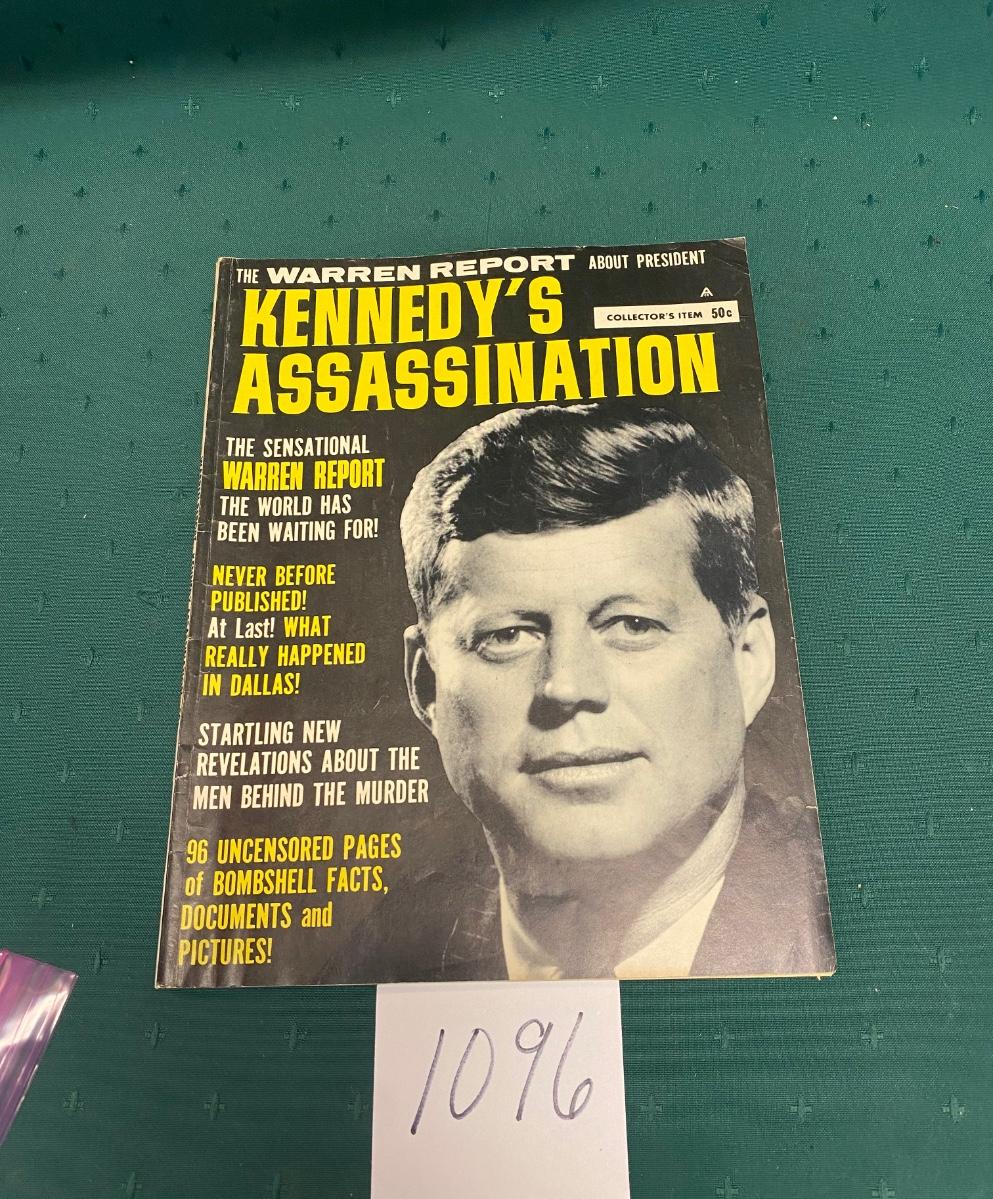 THE WARREN REPORT ABOUT PRESIDENT
KENNEDY'S
COLLECTOR'S ITEM 50¢
ASSASSINATION
THE SENSATIONAL
WARREN REPORT
THE WORLD HAS
BEEN WAITING FOR!
NEVER BEFORE
PUBLISHED!
At Last! WHAT
REALLY HAPPENED
IN DALLAS!
STARTLING NEW
REVELATIONS ABOUT THE
MEN BEHIND THE MURDER
96 UNCENSORED PAGES
of BOMBSHELL FACTS,
DOCUMENTS and
PICTURES!
1096